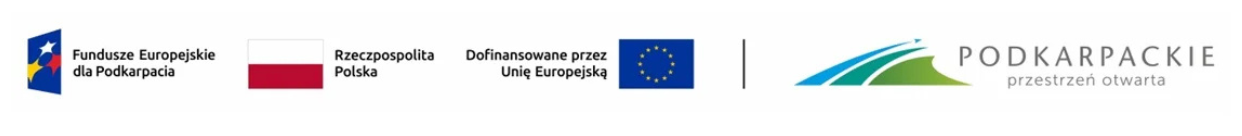 Fundusze Europejskie
dla Podkarpacia
Rzeczpospolita
Polska
Dofinansowane przez
Unię Europejską
PODKARPACKIE
przestrzeń otwarta